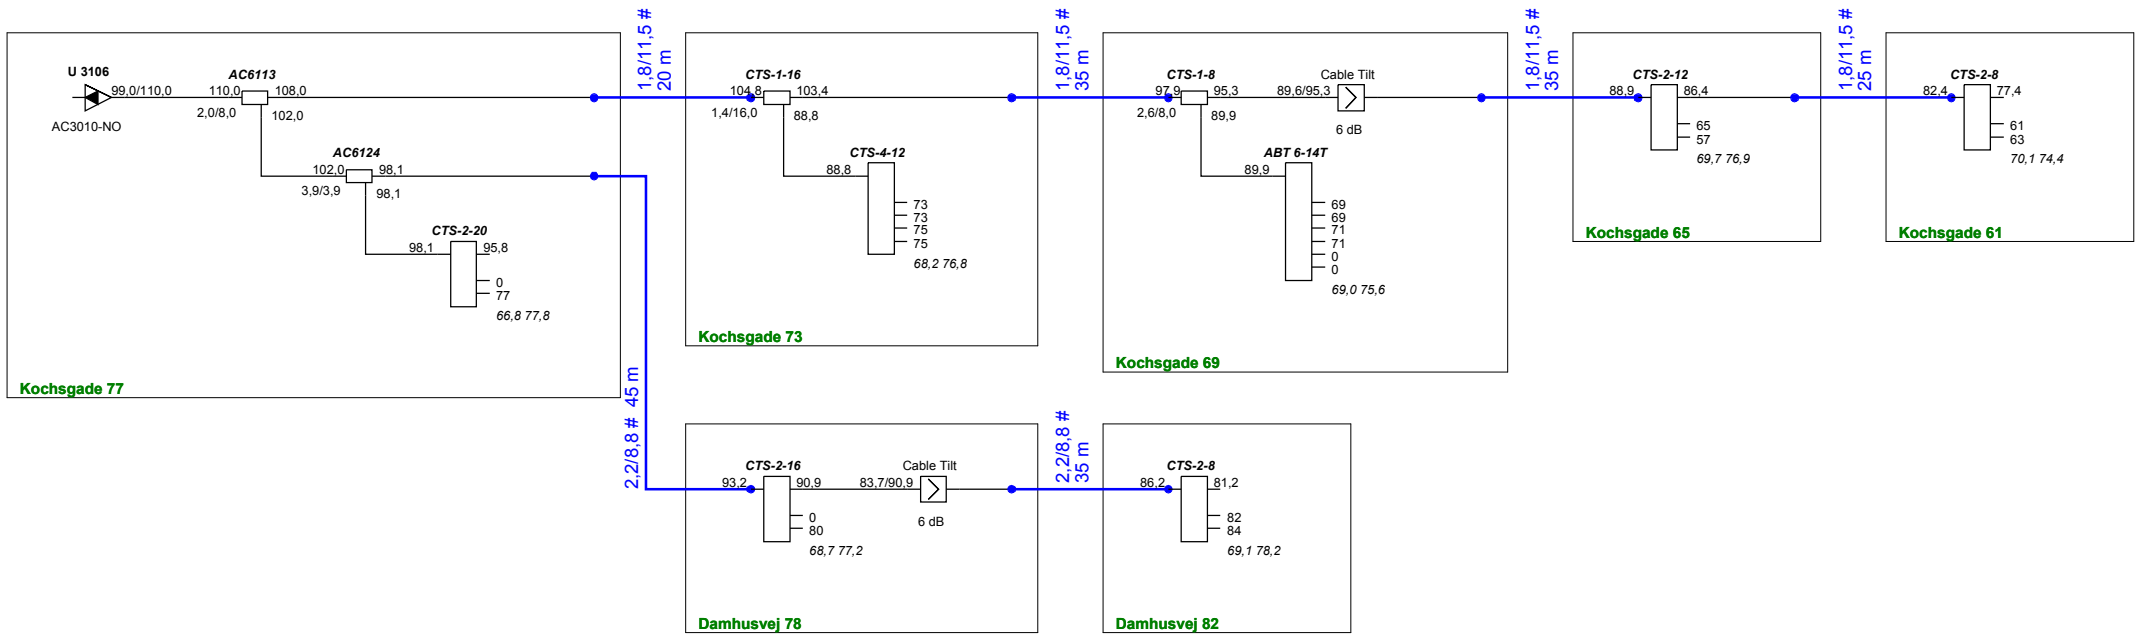 U 3106
99,0/110,0
AC3010-NO
AC6113
110,0
108,0
2,0/8,0
102,0
AC6124
102,0
98,1
3,9/3,9
98,1
CTS-2-20
98,1
95,8
0
77
66,8 77,8
Kochsgade 77
1,8/11,5 #
20 m
CTS-1-16
104,8
103,4
1,4/16,0
88,8
CTS-4-12
88,8
73
73
75
75
68,2 76,8
Kochsgade 73
1,8/11,5 #
35 m
CTS-1-8
97,9
95,3
2,6/8,0
89,9
89,6/95,3
Cable Tilt
6 dB
ABT 6-14T
89,9
69
69
71
71
0
0
69,0 75,6
Kochsgade 69
1,8/11,5 #
35 m
CTS-2-12
88,9
86,4
65
57
69,7 76,9
Kochsgade 65
1,8/11,5 #
25 m
CTS-2-8
82,4
77,4
61
63
70,1 74,4
Kochsgade 61
2,2/8,8 # 45 m
CTS-2-16
93,2
90,9
0
80
68,7 77,2
83,7/90,9
Cable Tilt
6 dB
Damhusvej 78
2,2/8,8 #
35 m
CTS-2-8
86,2
81,2
82
84
69,1 78,2
Damhusvej 82